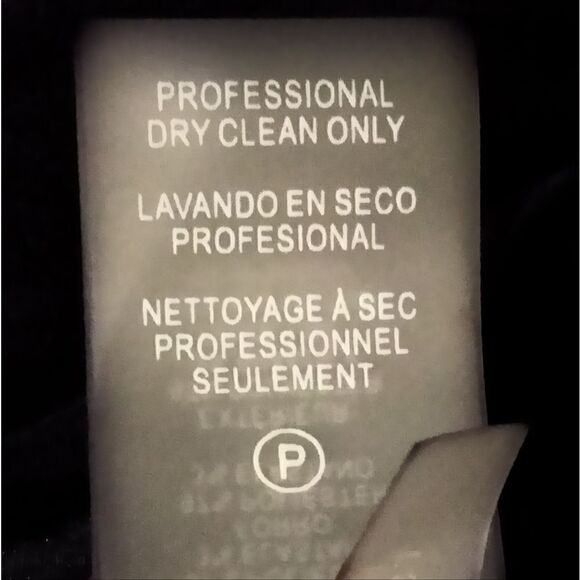 PROFESSIONAL
DRY CLEAN ONLY
LAVANDO EN SECO
PROFESIONAL
NETTOYAGE À SEC
PROFESSIONNEL
SEULEMENT
P